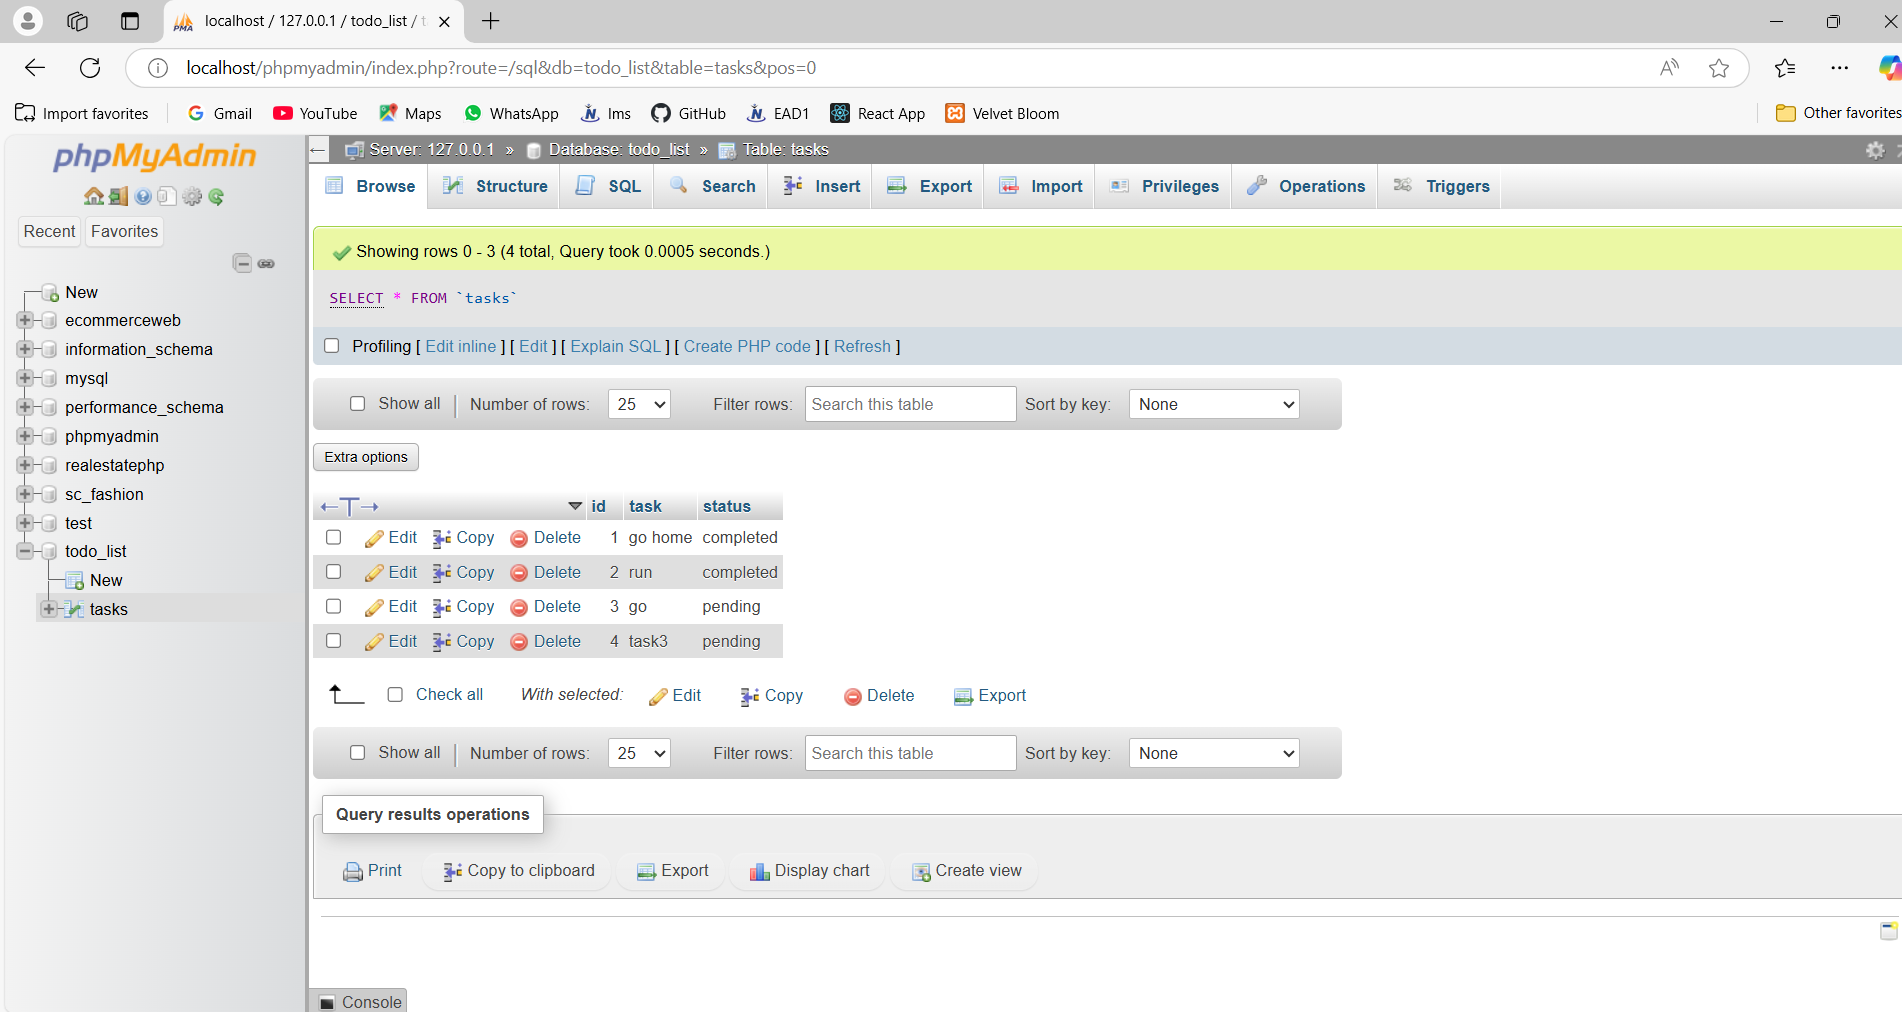 localhost / 127.0.0.1 / todo_list / t
localhost/phpmyadmin/index.php?route=/sql&db=todo_list&table=tasks&pos=0
Import favorites Gmail YouTube Maps WhatsApp Ims GitHub EAD1 React App Velvet Bloom Other favorites
phpMyAdmin
Recent Favorites
New
ecommerceweb
information_schema
mysql
performance_schema
phpmyadmin
realestatephp
sc_fashion
test
todo_list
New
tasks
Server: 127.0.0.1 » Database: todo_list » Table: tasks
Browse Structure SQL Search Insert Export Import Privileges Operations Triggers
Showing rows 0 - 3 (4 total, Query took 0.0005 seconds.)
SELECT * FROM `tasks`
Profiling [ Edit inline ] [ Edit ] [ Explain SQL ] [ Create PHP code ] [ Refresh ]
Show all Number of rows: 25 Filter rows: Search this table Sort by key: None
Extra options
←T→ id task status
Edit Copy Delete 1 go home completed
Edit Copy Delete 2 run completed
Edit Copy Delete 3 go pending
Edit Copy Delete 4 task3 pending
Check all With selected: Edit Copy Delete Export
Show all Number of rows: 25 Filter rows: Search this table Sort by key: None
Query results operations
Print Copy to clipboard Export Display chart Create view
Console